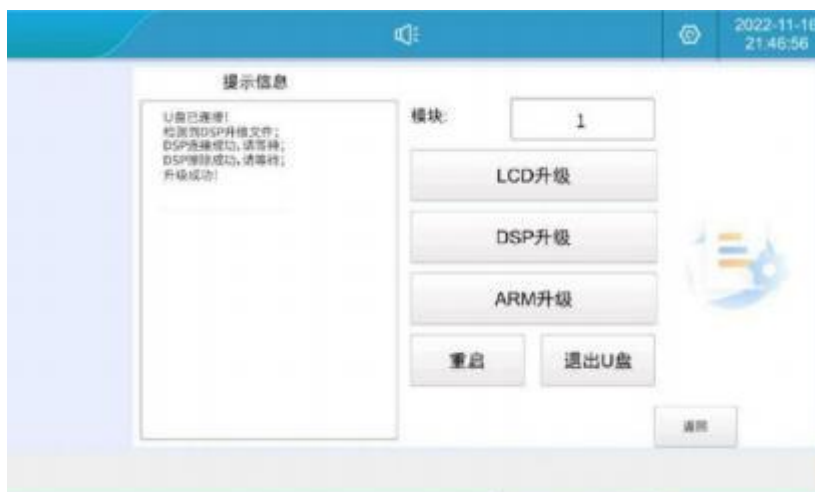 2022-11-16
21:46:56
提示信息
U盘已连接!
检测到DSP升级文件;
DSP连接成功,请等待;
DSP擦除成功,请等待;
升级成功!
模块:
1
LCD升级
DSP升级
ARM升级
重启
退出U盘
返回